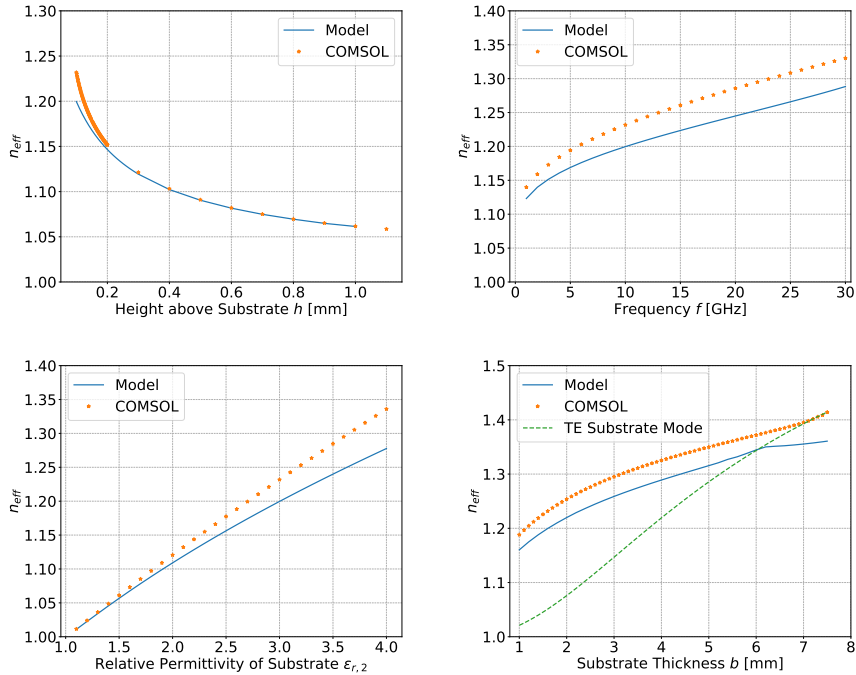 1.30
1.25
1.20
1.15
1.10
1.05
1.00
n_eff
Model
COMSOL
0.2 0.4 0.6 0.8 1.0
Height above Substrate h [mm]
1.40
1.35
1.30
1.25
1.20
1.15
1.10
1.05
1.00
n_eff
Model
COMSOL
0 5 10 15 20 25 30
Frequency f [GHz]
1.40
1.35
1.30
1.25
1.20
1.15
1.10
1.05
1.00
n_eff
Model
COMSOL
1.0 1.5 2.0 2.5 3.0 3.5 4.0
Relative Permittivity of Substrate ε_{r, 2}
1.5
1.4
1.3
1.2
1.1
1.0
n_eff
Model
COMSOL
TE Substrate Mode
1 2 3 4 5 6 7 8
Substrate Thickness b [mm]